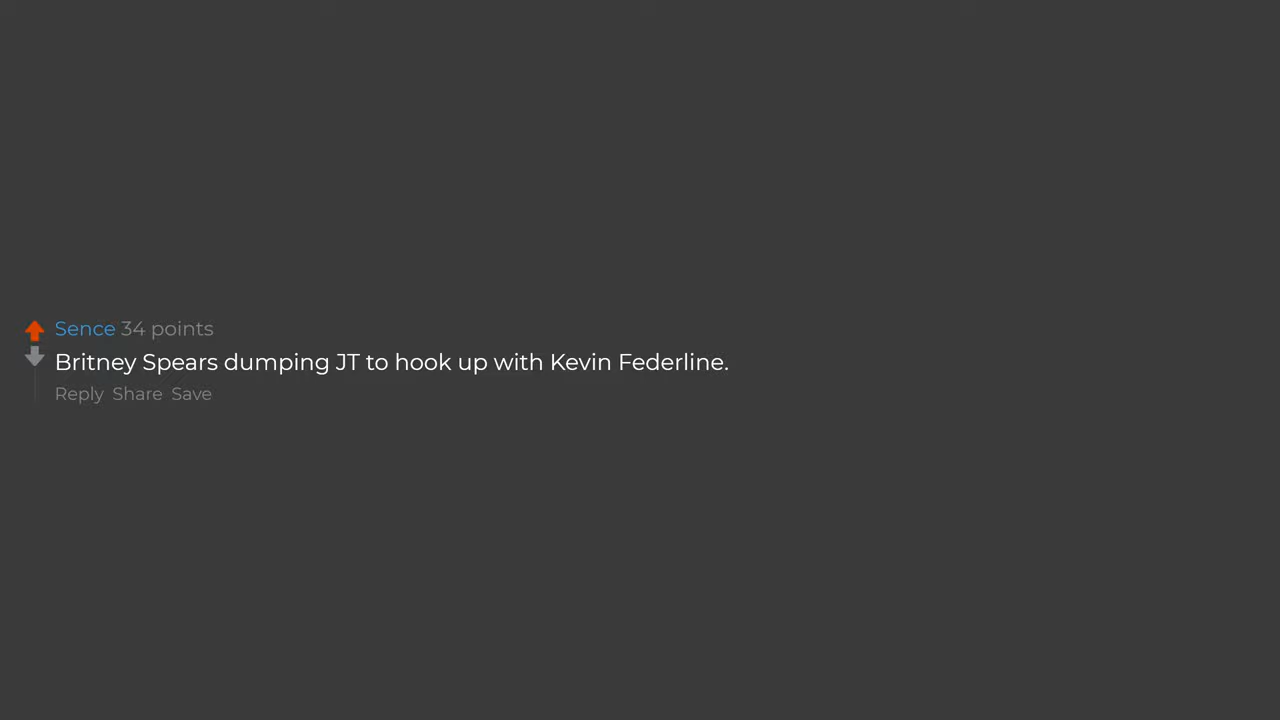 Sence 34 points
Britney Spears dumping JT to hook up with Kevin Federline.
Reply Share Save